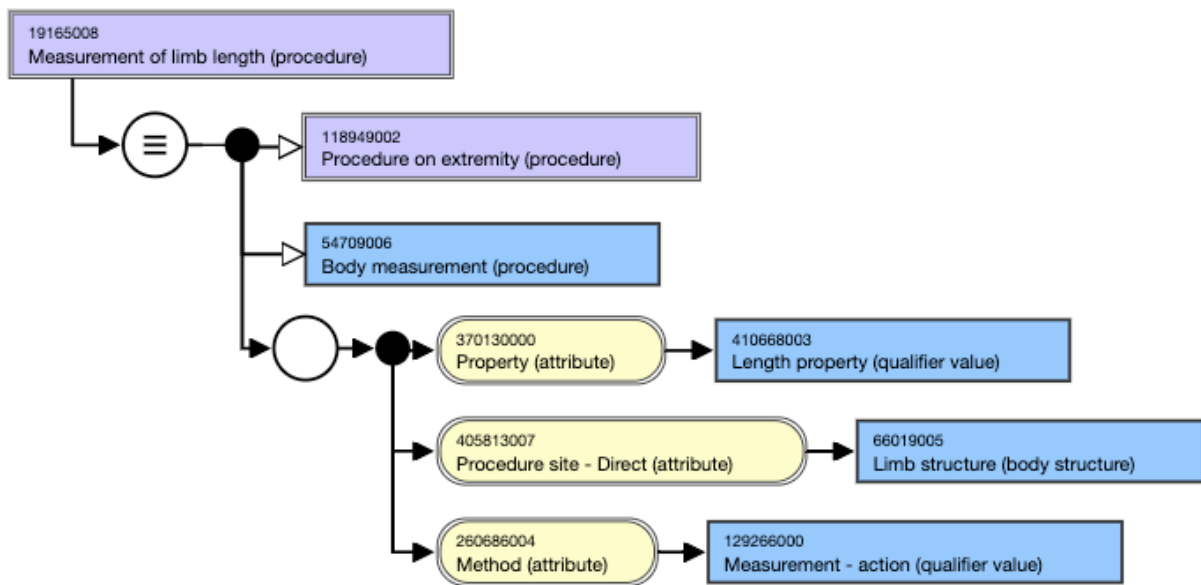 19165008
Measurement of limb length (procedure)
118949002
Procedure on extremity (procedure)
54709006
Body measurement (procedure)
370130000
Property (attribute)
410668003
Length property (qualifier value)
405813007
Procedure site - Direct (attribute)
66019005
Limb structure (body structure)
260686004
Method (attribute)
129266000
Measurement - action (qualifier value)